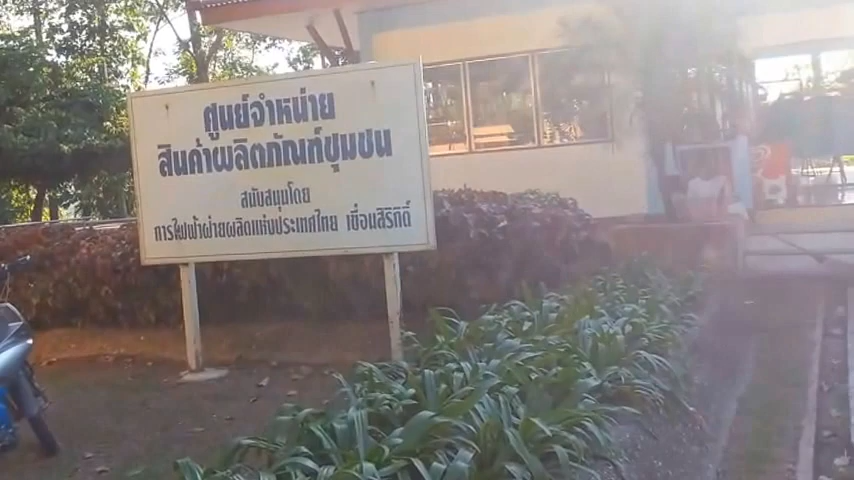 ศูนย์จำหน่าย
สินค้าผลิตภัณฑ์ชุมชน
สนับสนุนโดย
การไฟฟ้าฝ่ายผลิตแห่งประเทศไทย เขื่อนสิริกิติ์